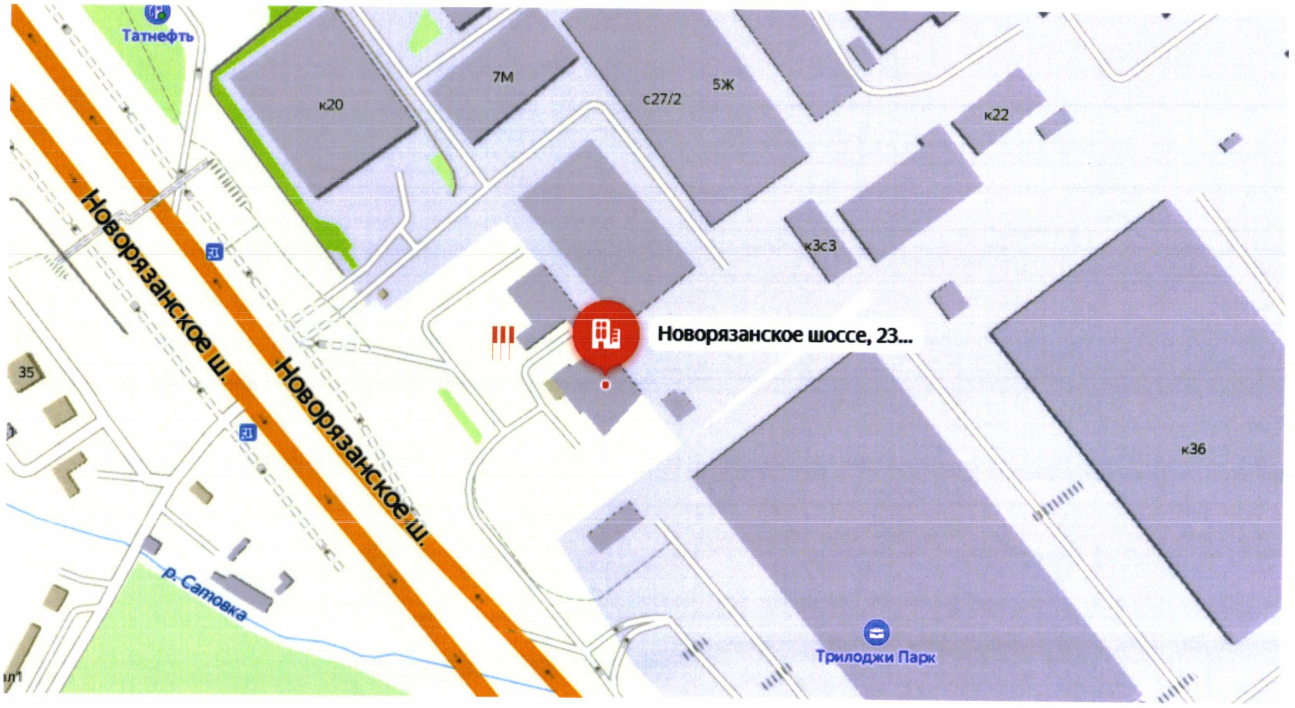 Татнефть
к20
7М
с27/2
5Ж
к22
к3с3
Новорязанское ш.
Новорязанское ш.
Новорязанское шоссе, 23...
35
к36
р. Сатовка
Трилоджи Парк